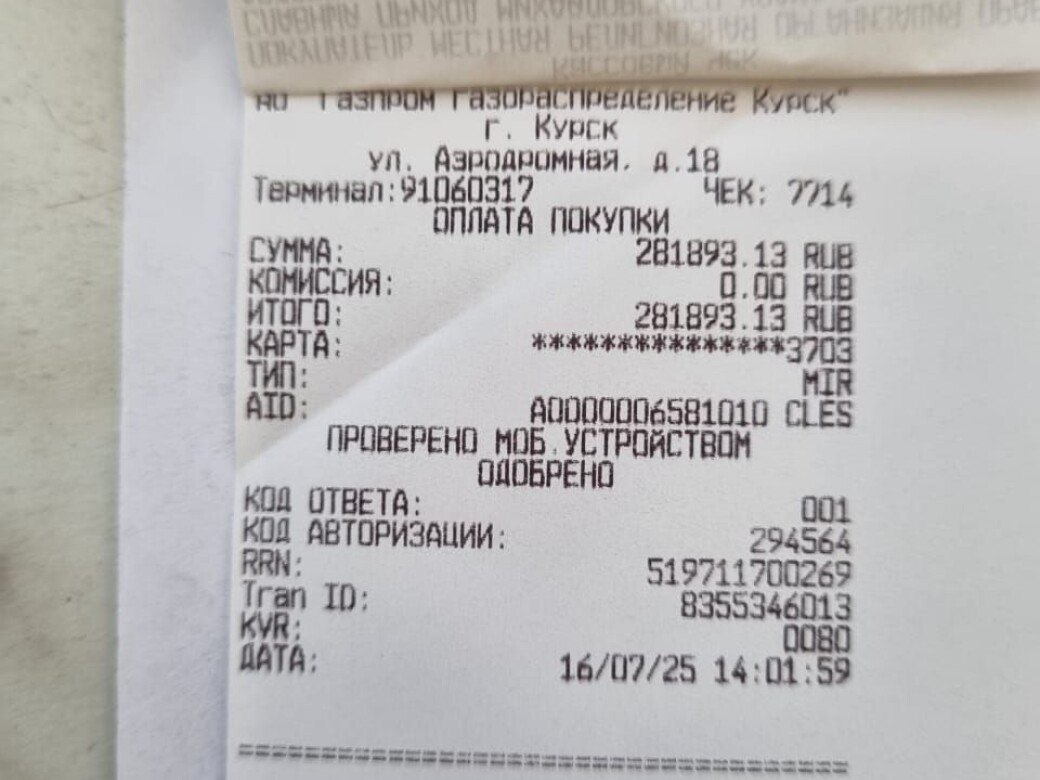 АО "Газпром газораспределение Курск"
г. Курск
ул. Аэродромная, д.18
Терминал:91060317 ЧЕК: 7714
ОПЛАТА ПОКУПКИ
СУММА: 281893.13 RUB
КОМИССИЯ: 0.00 RUB
ИТОГО: 281893.13 RUB
КАРТА: ***************3703
ТИП: MIR
AID: A0000006581010 CLES
ПРОВЕРЕНО МОБ.УСТРОЙСТВОМ
ОДОБРЕНО
КОД ОТВЕТА: 001
КОД АВТОРИЗАЦИИ: 294564
RRN: 519711700269
Tran ID: 8355346013
KVR: 0080
ДАТА: 16/07/25 14:01:59
==============================